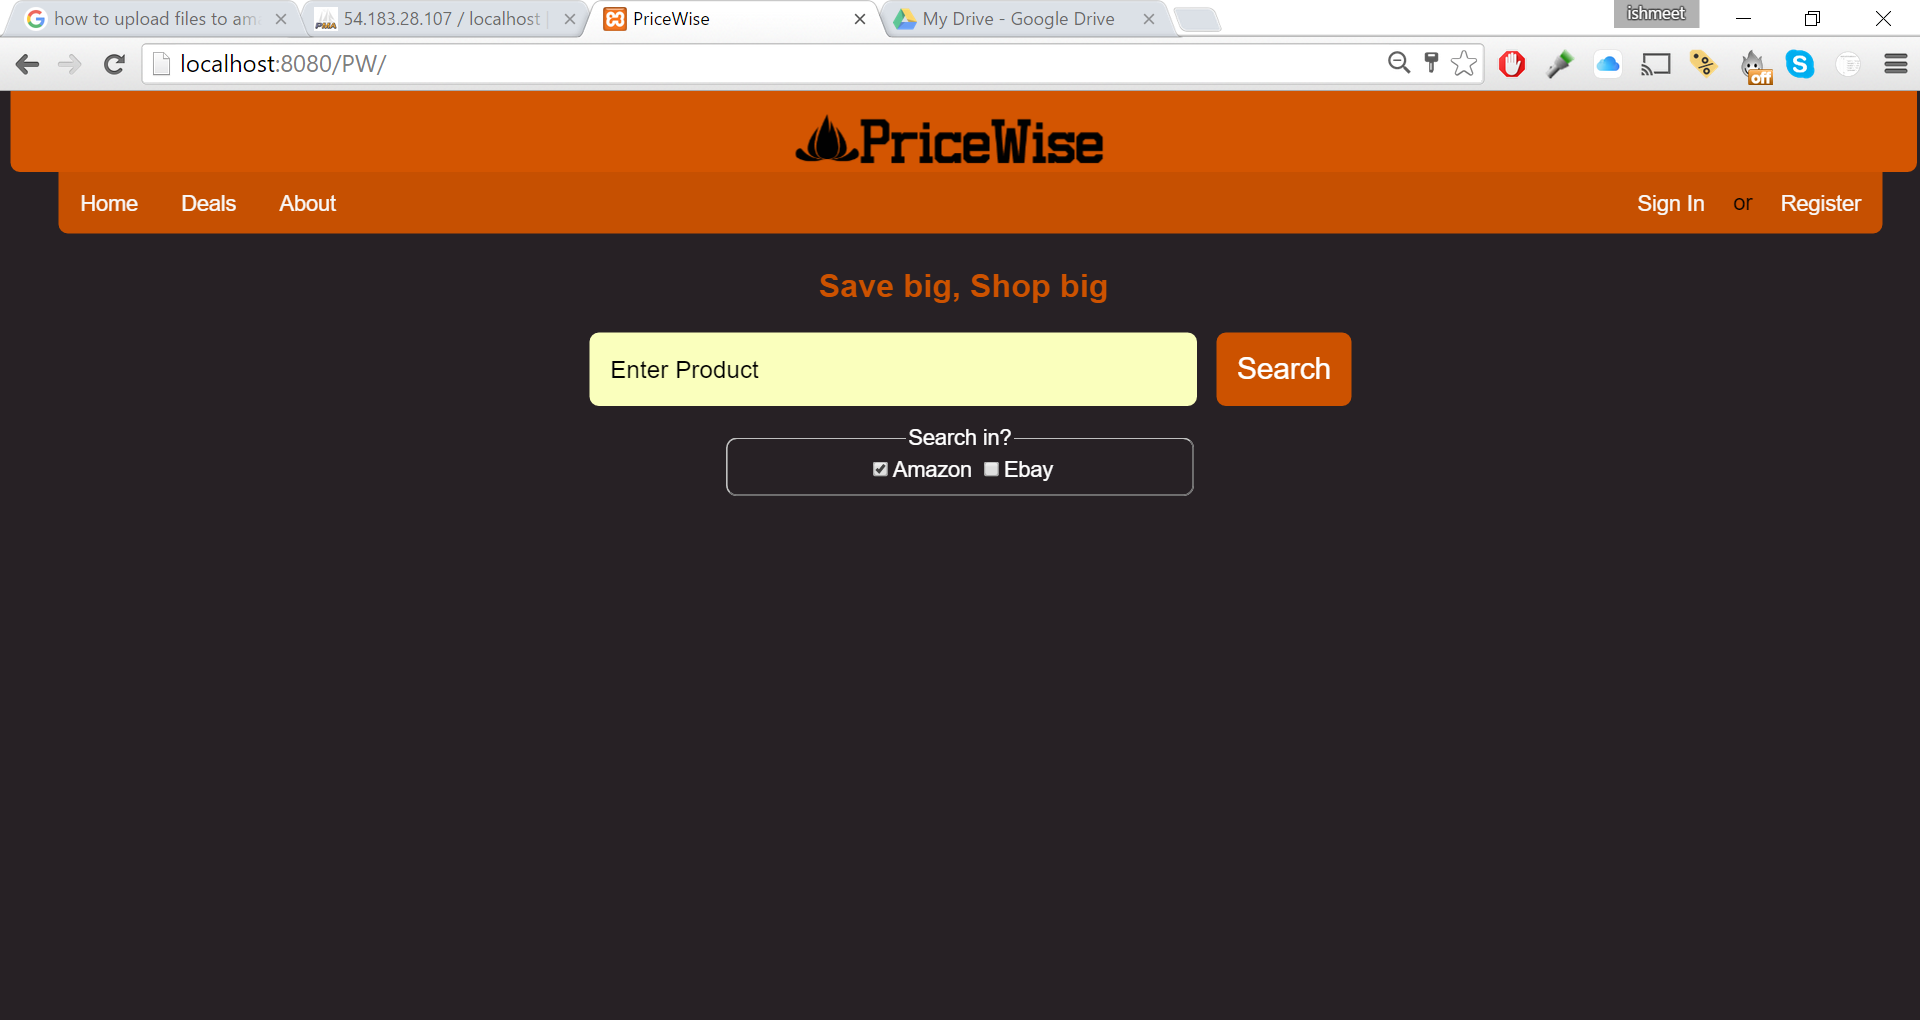 how to upload files to am
54.183.28.107 / localhost
PriceWise
My Drive - Google Drive
ishmeet
localhost:8080/PW/
off
PriceWise
Home Deals About Sign In or Register
Save big, Shop big
Enter Product Search
Search in?
Amazon Ebay